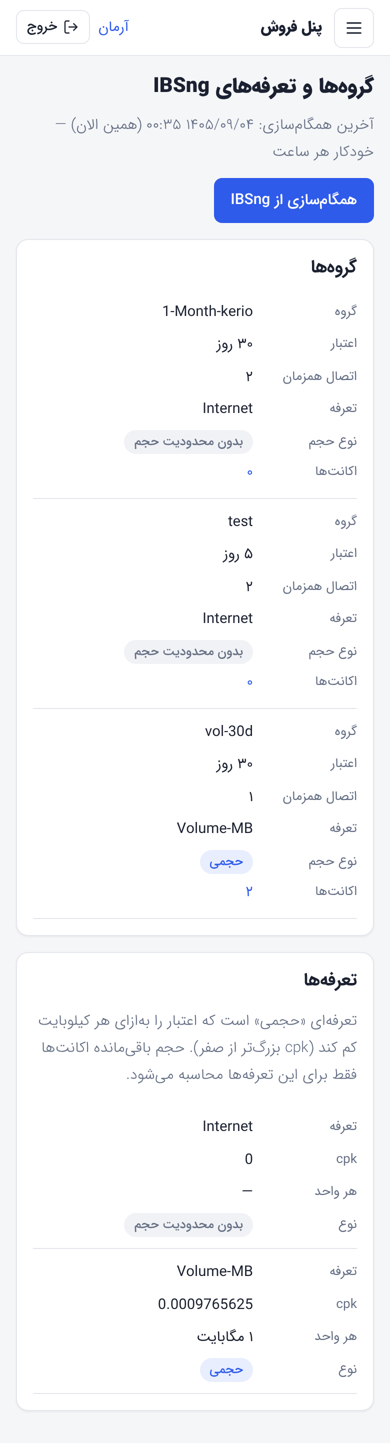 پنل فروش
آرمان
خروج
گروه‌ها و تعرفه‌های IBSng
آخرین همگام‌سازی: ۱۴۰۵/۰۹/۰۴ ۰۰:۳۵ (همین الان) —
خودکار هر ساعت
همگام‌سازی از IBSng
گروه‌ها
گروه 1-Month-kerio
اعتبار ۳۰ روز
اتصال همزمان ۲
تعرفه Internet
نوع حجم بدون محدودیت حجم
اکانت‌ها ۰
گروه test
اعتبار ۵ روز
اتصال همزمان ۲
تعرفه Internet
نوع حجم بدون محدودیت حجم
اکانت‌ها ۰
گروه vol-30d
اعتبار ۳۰ روز
اتصال همزمان ۱
تعرفه Volume-MB
نوع حجم حجمی
اکانت‌ها ۲
تعرفه‌ها
تعرفه‌ای «حجمی» است که اعتبار را به‌ازای هر کیلوبایت
کم کند (cpk بزرگ‌تر از صفر). حجم باقی‌مانده اکانت‌ها
فقط برای این تعرفه‌ها محاسبه می‌شود.
تعرفه Internet
cpk 0
هر واحد —
نوع بدون محدودیت حجم
تعرفه Volume-MB
cpk 0.0009765625
هر واحد ۱ مگابایت
نوع حجمی